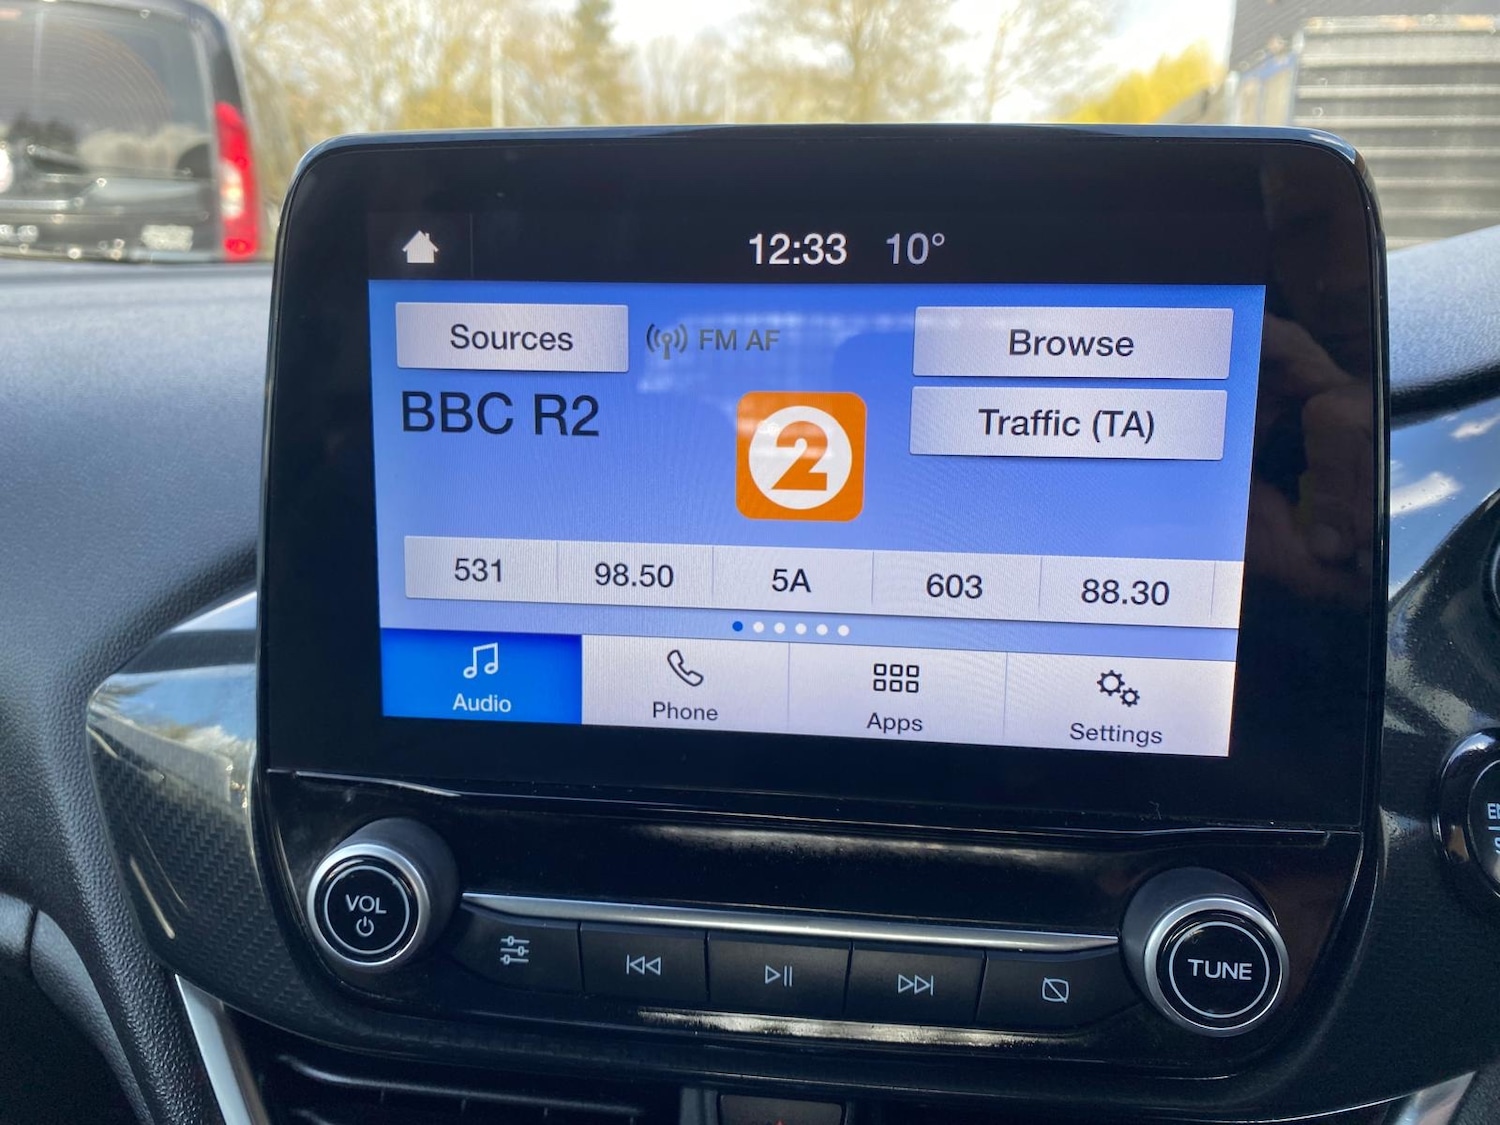 12:33 10°
Sources FM AF Browse
BBC R2 2 Traffic (TA)
531 98.50 5A 603 88.30
Audio Phone Apps Settings
VOL
TUNE